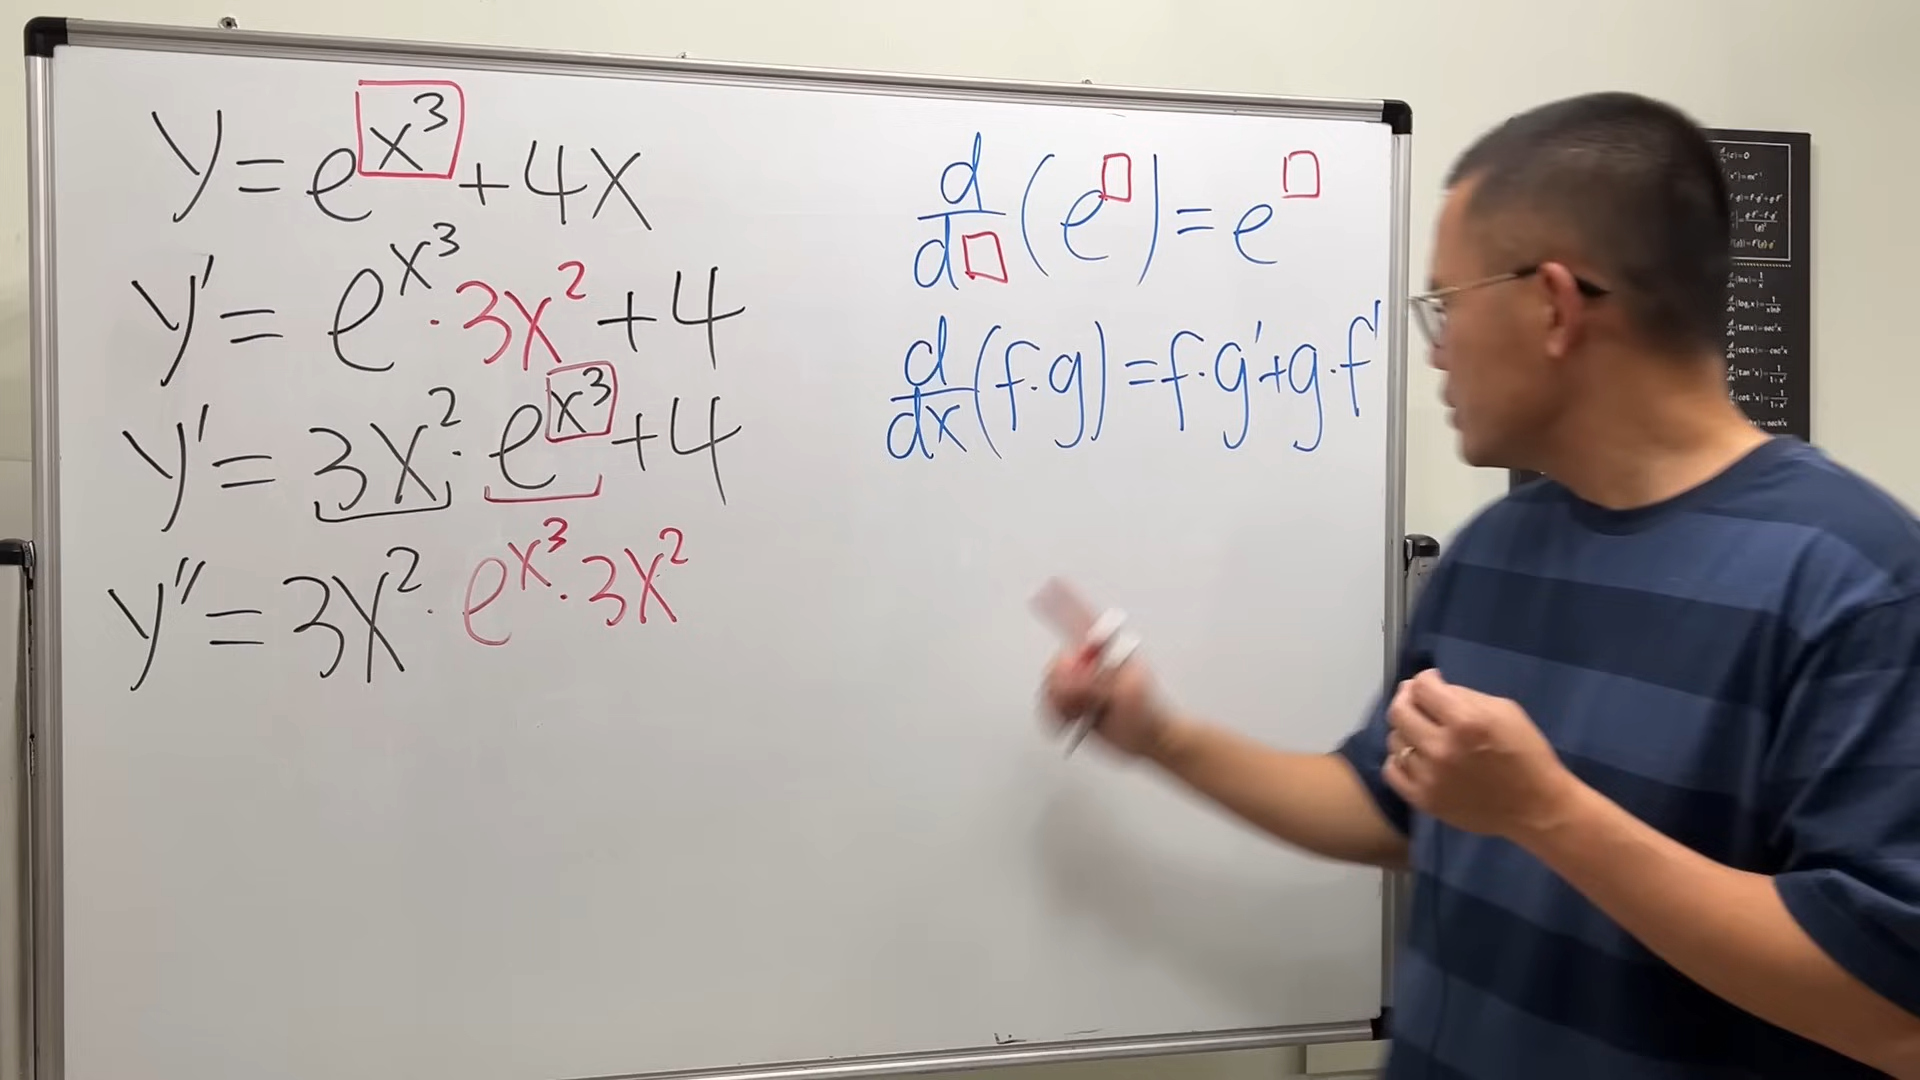 y = e^{x^3} + 4x
y' = e^{x^3} · 3x^2 + 4
y' = 3x^2 · e^{x^3} + 4
y'' = 3x^2 · e^{x^3} · 3x^2
d/d□ (e^□) = e^□
d/dx (f·g) = f·g' + g·f'